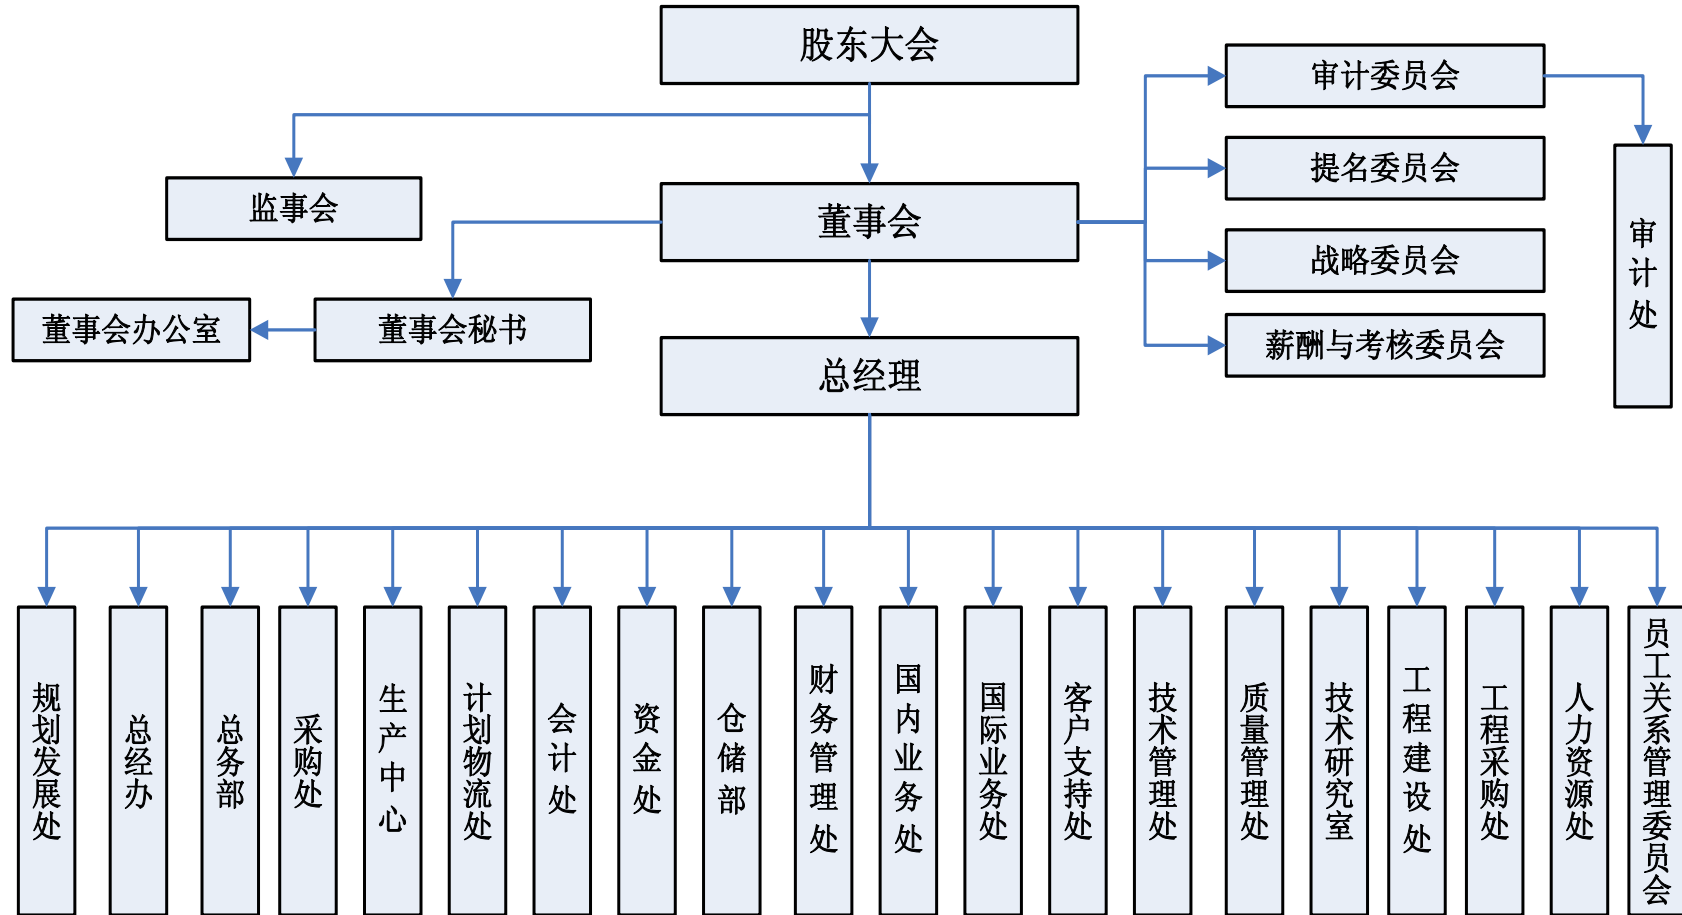 股东大会
审计委员会
提名委员会
监事会
董事会
战略委员会
审计处
董事会办公室
董事会秘书
薪酬与考核委员会
总经理
规划发展处
总经办
总务部
采购处
生产中心
计划物流处
会计处
资金处
仓储部
财务管理处
国内业务处
国际业务处
客户支持处
技术管理处
质量管理处
技术研究室
工程建设处
工程采购处
人力资源处
员工关系管理委员会